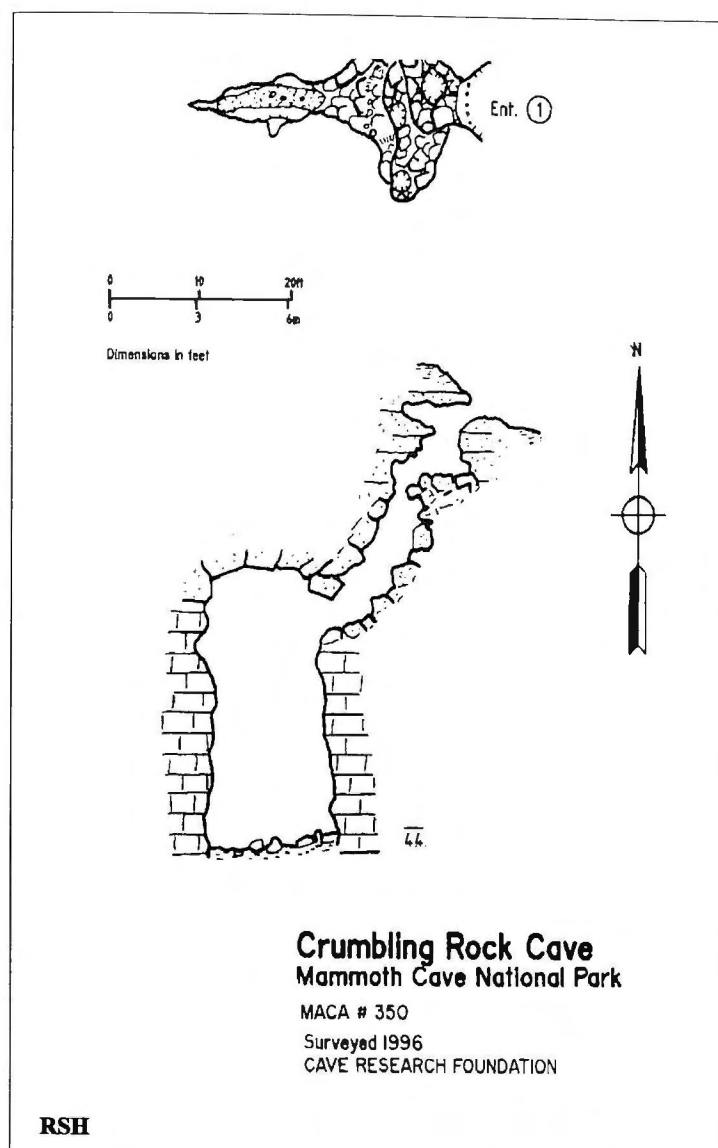 Ent. 1
0 10 20ft
0 3 6m
Dimensions in feet
N
44
Crumbling Rock Cave
Mammoth Cave National Park
MACA # 350
Surveyed 1996
CAVE RESEARCH FOUNDATION
RSH